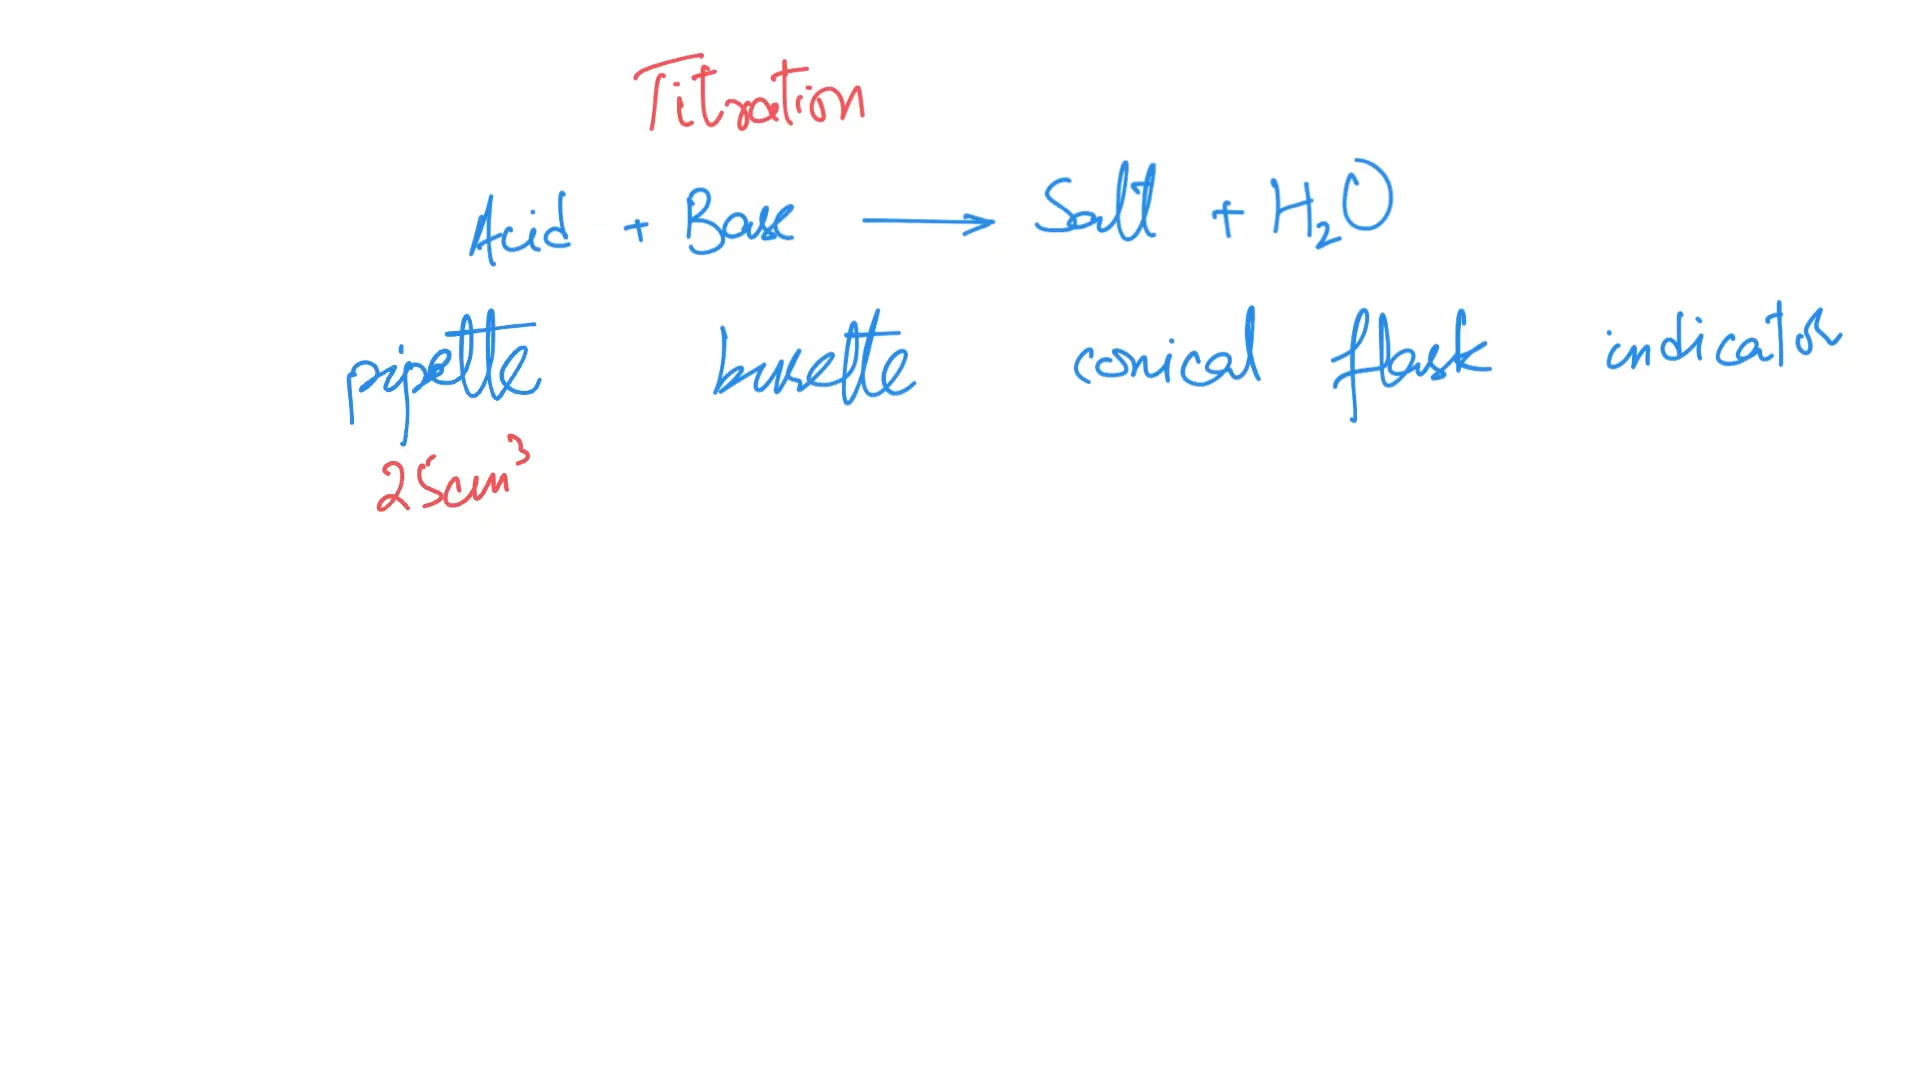 Titration
Acid + Base ⟶ Salt + H₂O
pipette burette conical flask indicator
25cm³